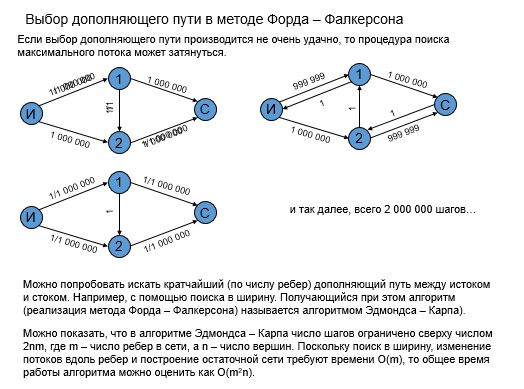 Выбор дополняющего пути в методе Форда – Фалкерсона
Если выбор дополняющего пути производится не очень удачно, то процедура поиска
максимального потока может затянуться.
1 000 000
1
1 000 000
И
С
1 000 000
2
1
1 000 000
999 999
1
И
1
С
1
1 000 000
999 999
2
1/1 000 000
1
1/1 000 000
И
1
С
1/1 000 000
2
1/1 000 000
и так далее, всего 2 000 000 шагов…
Можно попробовать искать кратчайший (по числу ребер) дополняющий путь между истоком
и стоком. Например, с помощью поиска в ширину. Получающийся при этом алгоритм
(реализация метода Форда – Фалкерсона) называется алгоритмом Эдмондса – Карпа).
Можно показать, что в алгоритме Эдмондса – Карпа число шагов ограничено сверху числом
2nm, где m – число ребер в сети, а n – число вершин. Поскольку поиск в ширину, изменение
потоков вдоль ребер и построение остаточной сети требуют времени O(m), то общее время
работы алгоритма можно оценить как O(m²n).